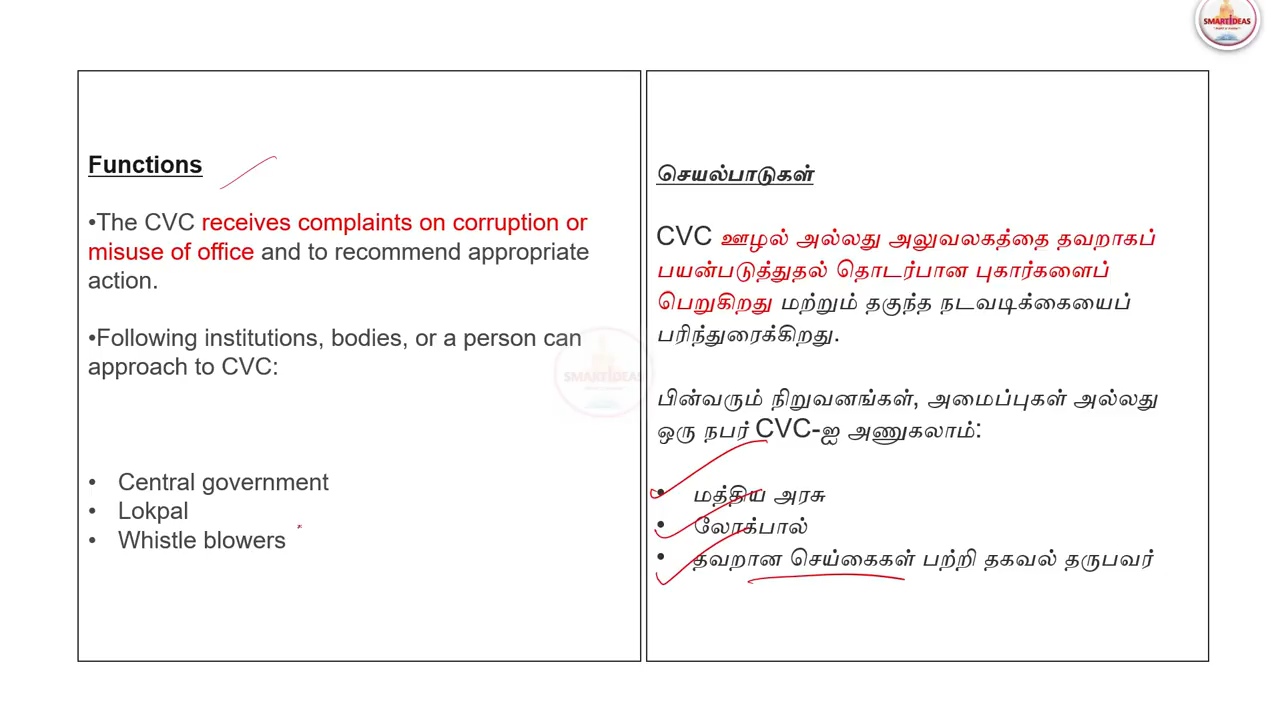 SMARTIDEAS
Functions
•The CVC receives complaints on corruption or
misuse of office and to recommend appropriate
action.
•Following institutions, bodies, or a person can
approach to CVC:
• Central government
• Lokpal
• Whistle blowers
செயல்பாடுகள்
CVC ஊழல் அல்லது அலுவலகத்தை தவறாகப்
பயன்படுத்துதல் தொடர்பான புகார்களைப்
பெறுகிறது மற்றும் தகுந்த நடவடிக்கையைப்
பரிந்துரைக்கிறது.
பின்வரும் நிறுவனங்கள், அமைப்புகள் அல்லது
ஒரு நபர் CVC-ஐ அணுகலாம்:
• மத்திய அரசு
• லோக்பால்
• தவறான செய்கைகள் பற்றி தகவல் தருபவர்
SMARTIDEAS